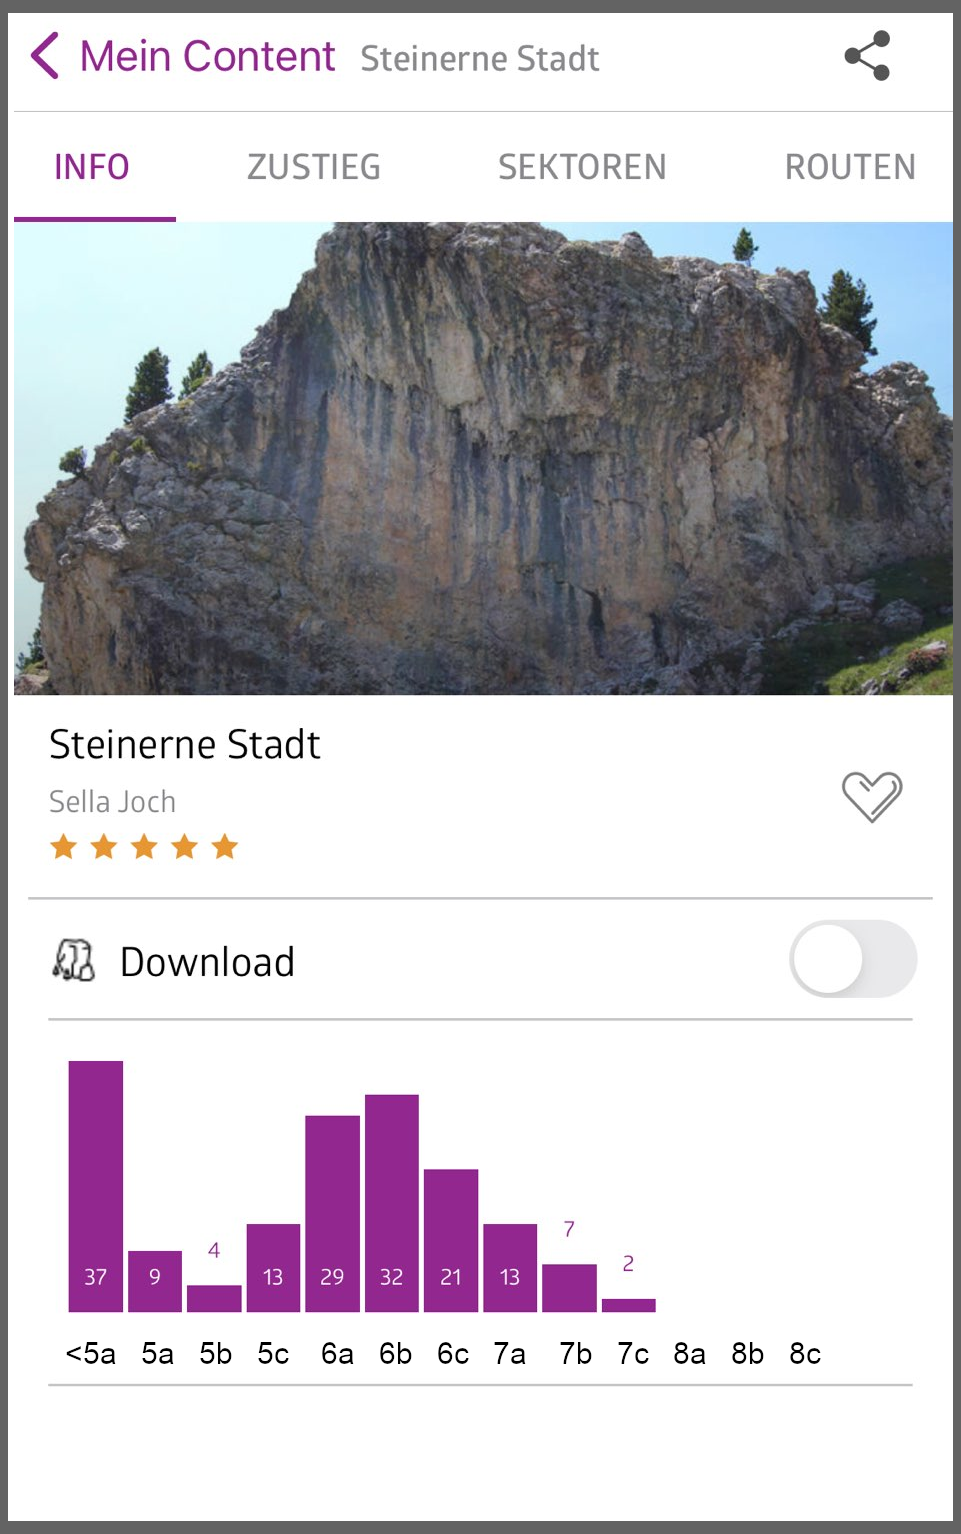 Mein Content Steinerne Stadt
INFO ZUSTIEG SEKTOREN ROUTEN
Steinerne Stadt
Sella Joch
Download
37 9 4 13 29 32 21 13 7 2
<5a 5a 5b 5c 6a 6b 6c 7a 7b 7c 8a 8b 8c